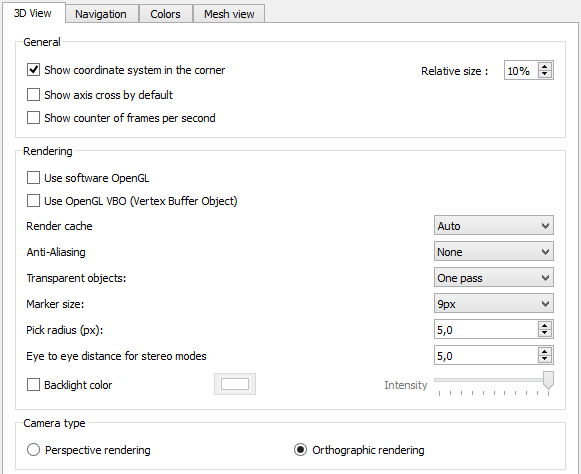 3D View Navigation Colors Mesh view
General
Show coordinate system in the corner Relative size : 10%
Show axis cross by default
Show counter of frames per second
Rendering
Use software OpenGL
Use OpenGL VBO (Vertex Buffer Object)
Render cache Auto
Anti-Aliasing None
Transparent objects: One pass
Marker size: 9px
Pick radius (px): 5,0
Eye to eye distance for stereo modes 5,0
Backlight color Intensity
Camera type
Perspective rendering Orthographic rendering